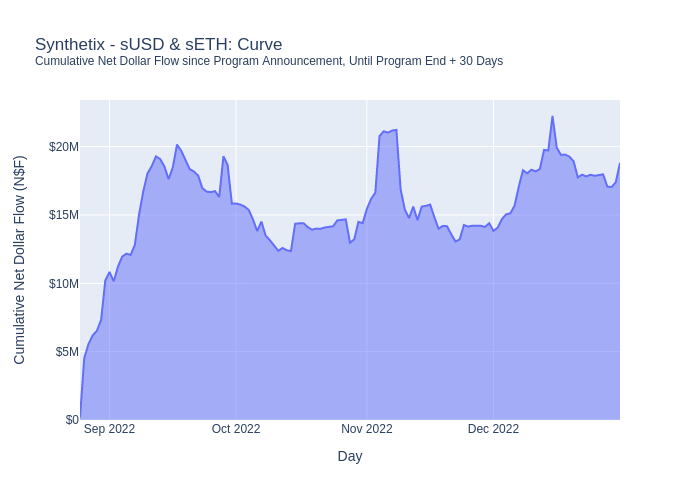 Synthetix - sUSD & sETH: Curve
Cumulative Net Dollar Flow since Program Announcement, Until Program End + 30 Days
Cumulative Net Dollar Flow (N$F)
$20M
$15M
$10M
$5M
$0
Sep 2022
Oct 2022
Nov 2022
Dec 2022
Day